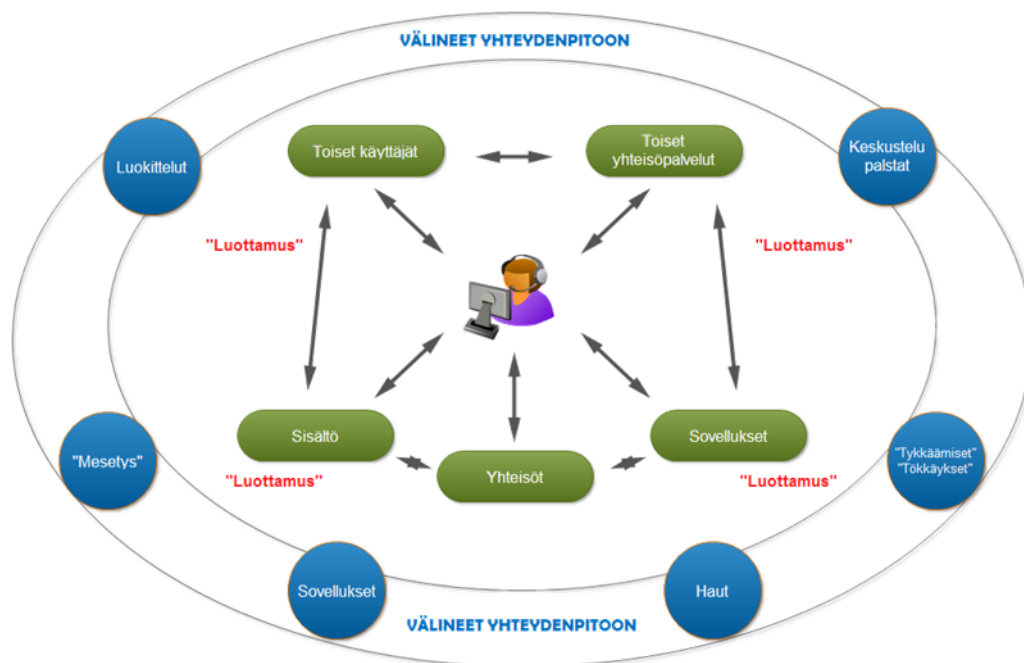 VÄLINEET YHTEYDENPITOON
Luokittelut
Toiset käyttäjät
Toiset
yhteisöpalvelut
Keskustelu
palstat
"Luottamus"
"Luottamus"
Sisältö
Sovellukset
"Mesetys"
"Tykkäämiset"
"Tökkäykset"
"Luottamus"
Yhteisöt
"Luottamus"
Sovellukset
Haut
VÄLINEET YHTEYDENPITOON